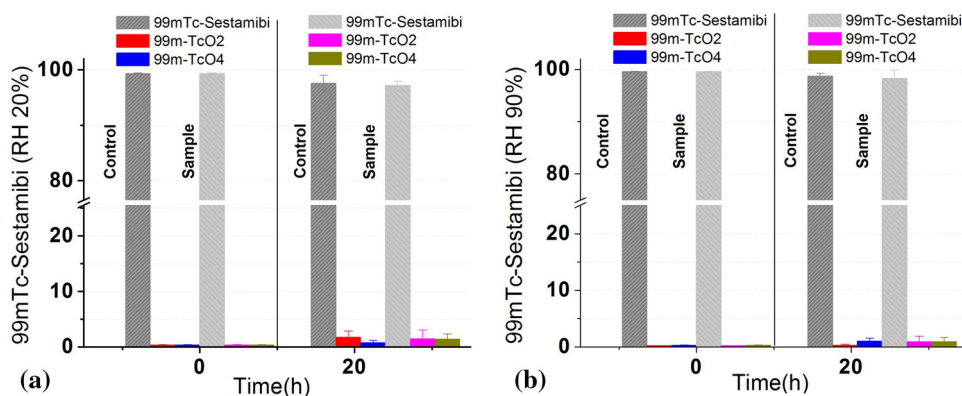 99mTc-Sestamibi 99mTc-Sestamibi
99m-TcO2 99m-TcO2
99m-TcO4 99m-TcO4
99mTc-Sestamibi (RH 20%)
100
80
20
10
0
Control
Sample
Control
Sample
0 20
(a)
Time(h)
99mTc-Sestamibi 99mTc-Sestamibi
99m-TcO2 99m-TcO2
99m-TcO4 99m-TcO4
99mTc-Sestamibi (RH 90%)
100
80
20
10
0
Control
Sample
Control
Sample
0 20
(b)
Time(h)